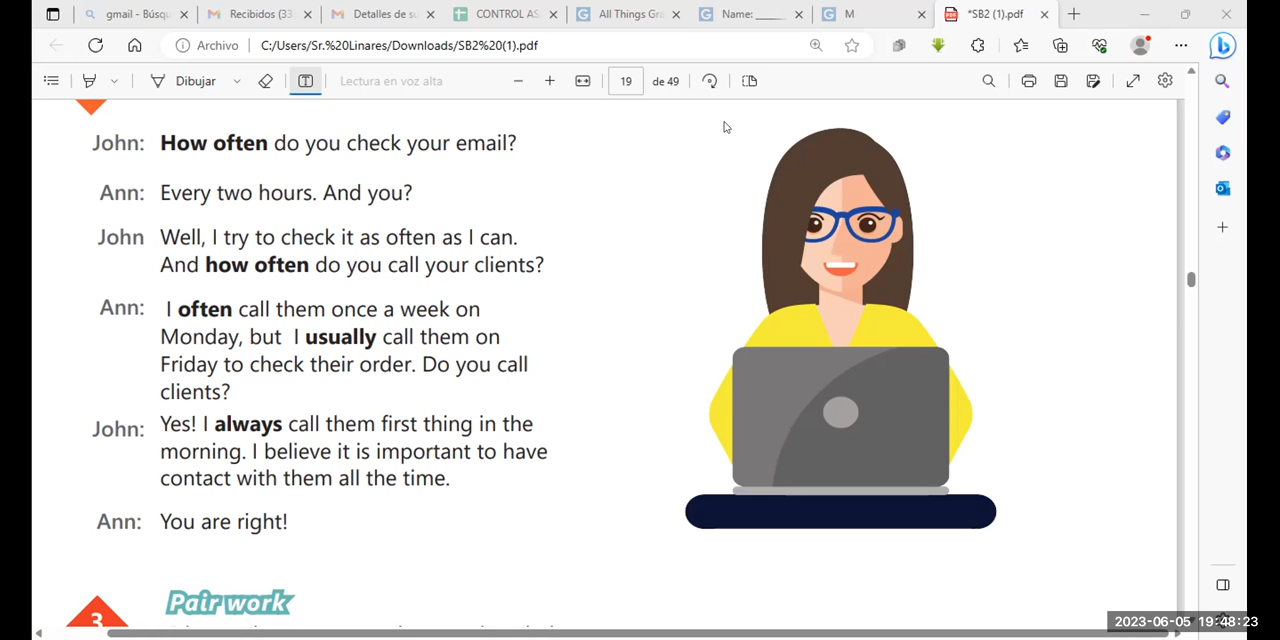 gmail - Búsqu
Recibidos (33
Detalles de su
CONTROL AS
All Things Gra
Name: ______
M
*SB2 (1).pdf
Archivo
C:/Users/Sr.%20Linares/Downloads/SB2%20(1).pdf
Dibujar
Lectura en voz alta
19
de 49
John: How often do you check your email?
Ann: Every two hours. And you?
John Well, I try to check it as often as I can.
And how often do you call your clients?
Ann: I often call them once a week on
Monday, but I usually call them on
Friday to check their order. Do you call
clients?
John: Yes! I always call them first thing in the
morning. I believe it is important to have
contact with them all the time.
Ann: You are right!
3
Pair work
2023-06-05 19:48:23